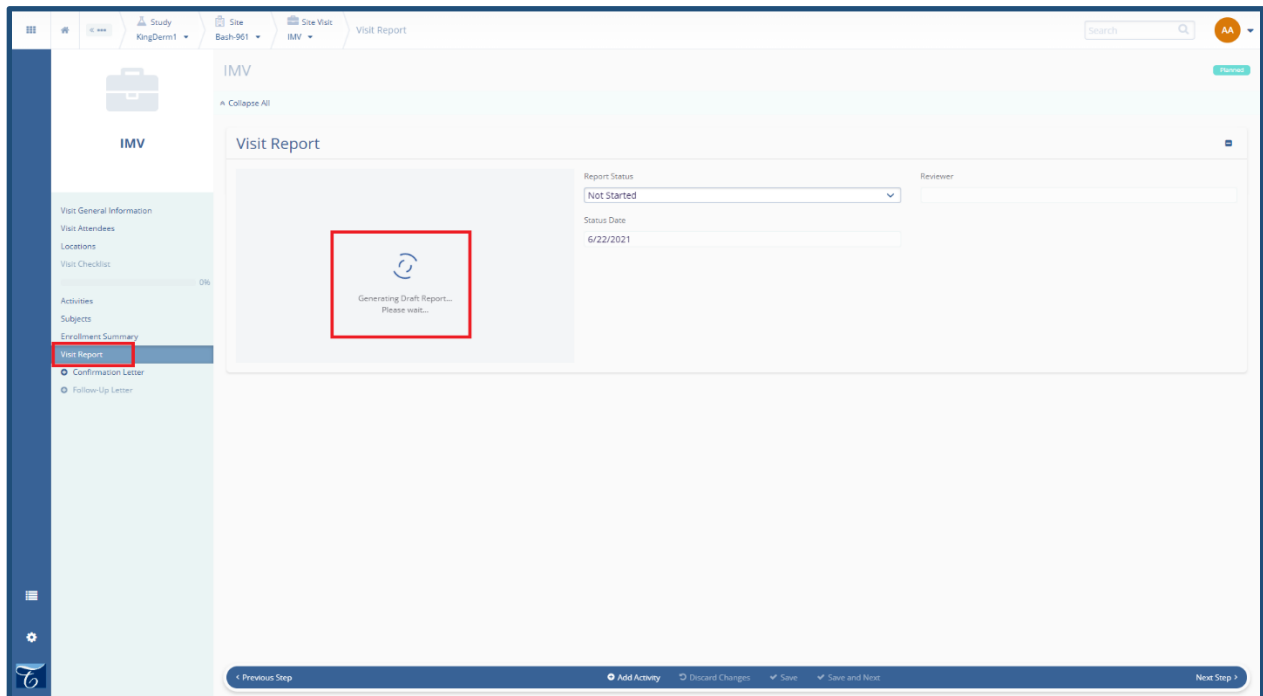 Study
KingDerm1
Site
Bash-961
Site Visit
IMV
Visit Report
Search
AA
IMV
Planned
Collapse All
IMV
Visit Report
Report Status
Reviewer
Not Started
Status Date
6/22/2021
Generating Draft Report...
Please wait...
Visit General Information
Visit Attendees
Locations
Visit Checklist
0%
Activities
Subjects
Enrollment Summary
Visit Report
Confirmation Letter
Follow-Up Letter
< Previous Step
Add Activity
Discard Changes
Save
Save and Next
Next Step >